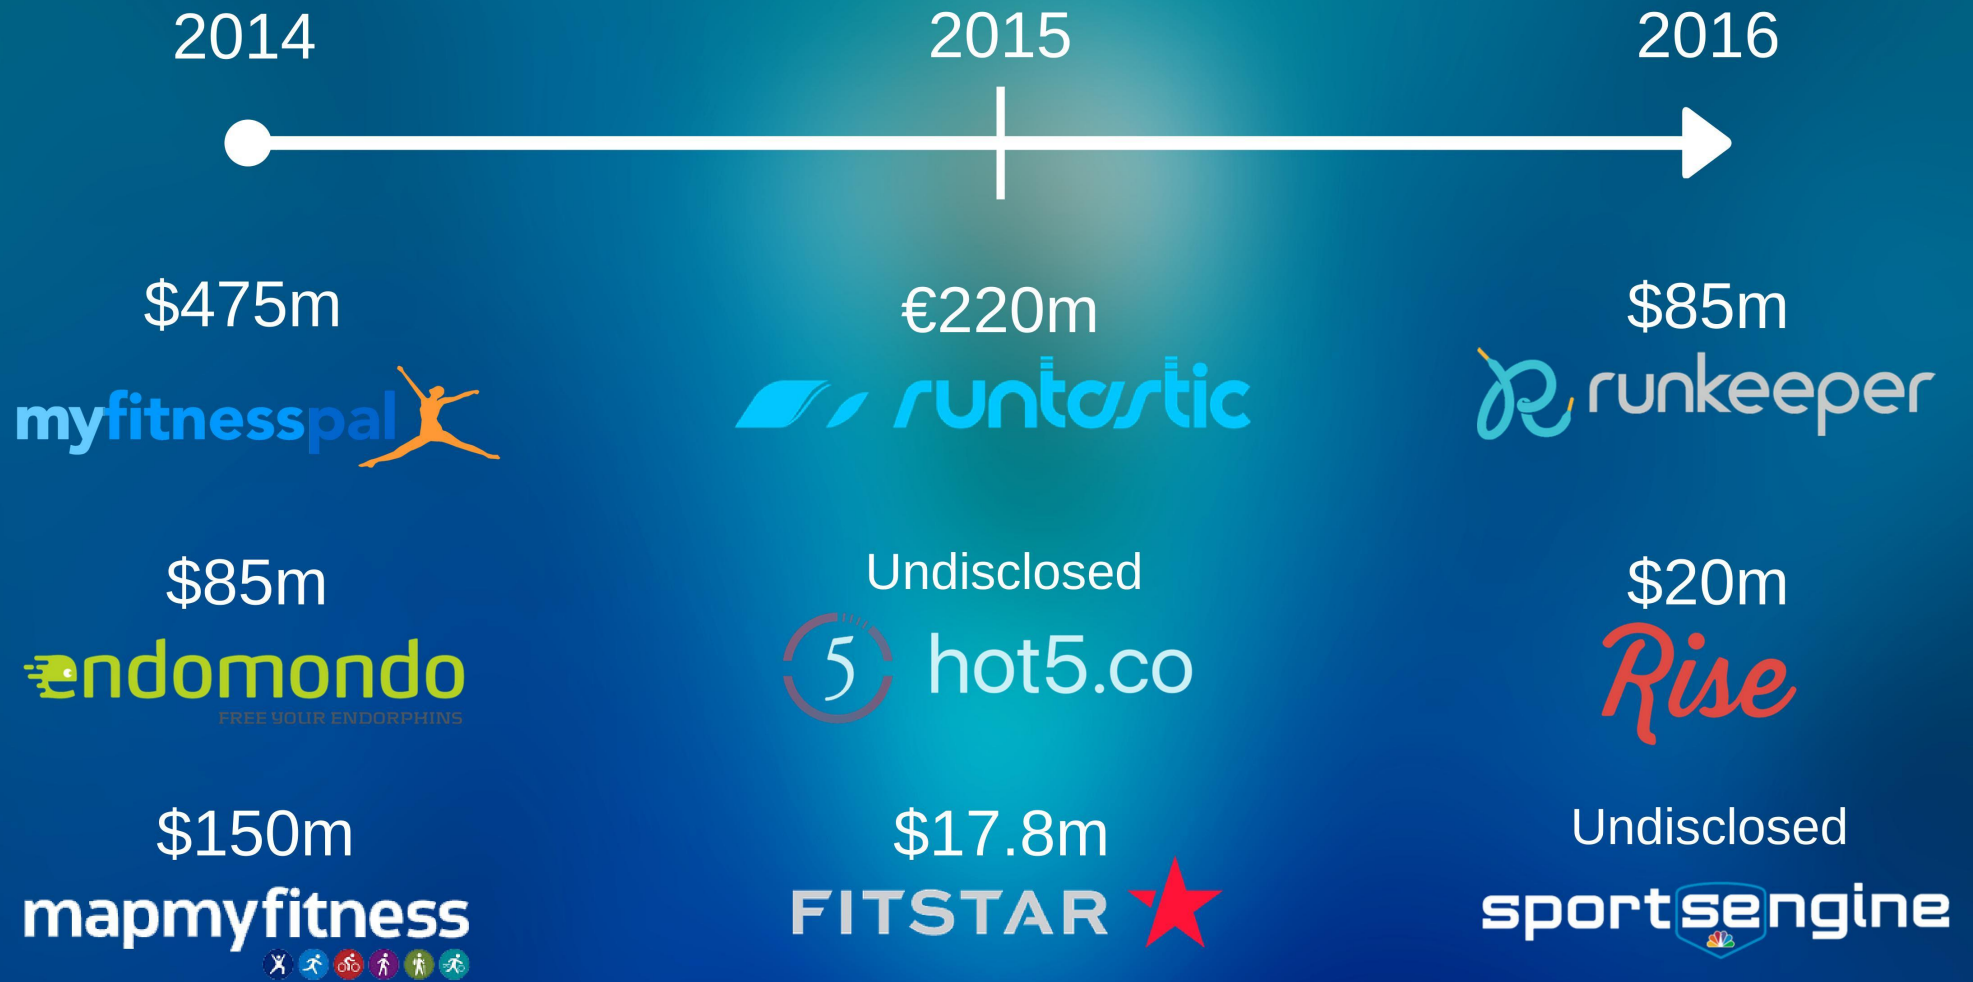 2014
2015
2016
$475m
myfitnesspal
€220m
runtastic
$85m
runkeeper
$85m
endomondo
FREE YOUR ENDORPHINS
Undisclosed
5 hot5.co
$20m
Rise
$150m
mapmyfitness
$17.8m
FITSTAR
Undisclosed
sportsengine